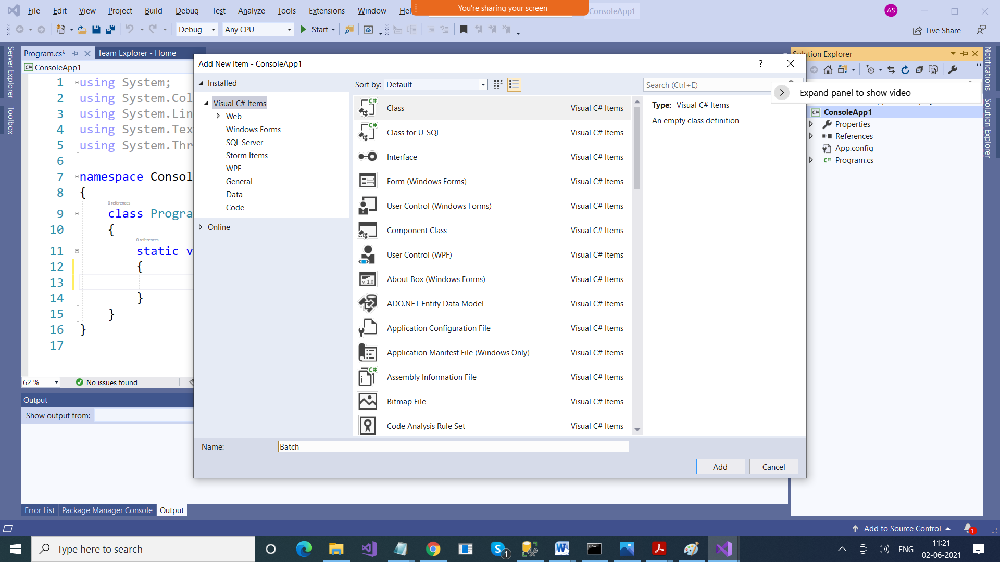 File Edit View Project Build Debug Test Analyze Tools Extensions Window Hel
You're sharing your screen
ConsoleApp1
AS
Debug Any CPU Start
Live Share
Server Explorer
Toolbox
Program.cs*
Team Explorer - Home
C# ConsoleApp1
1 using System;
2 using System.Col
3 using System.Lin
4 using System.Tex
5 using System.Thr
6
7 namespace Consol
8 {
0 references
9 class Progra
10 {
0 references
11 static v
12 {
13
14 }
15 }
16 }
17
62 %
No issues found
Output
Show output from:
Error List Package Manager Console Output
Add New Item - ConsoleApp1
?
Installed
Visual C# Items
Web
Windows Forms
SQL Server
Storm Items
WPF
General
Data
Code
Online
Sort by: Default
Search (Ctrl+E)
Class Visual C# Items
Class for U-SQL Visual C# Items
Interface Visual C# Items
Form (Windows Forms) Visual C# Items
User Control (Windows Forms) Visual C# Items
Component Class Visual C# Items
User Control (WPF) Visual C# Items
About Box (Windows Forms) Visual C# Items
ADO.NET Entity Data Model Visual C# Items
Application Configuration File Visual C# Items
Application Manifest File (Windows Only) Visual C# Items
Assembly Information File Visual C# Items
Bitmap File Visual C# Items
Code Analysis Rule Set Visual C# Items
Type: Visual C# Items
An empty class definition
Name: Batch
Add Cancel
Solution Explorer
Expand panel to show video
C# ConsoleApp1
Properties
References
App.config
C# Program.cs
Notifications
Solution Explorer
Add to Source Control
1
Type here to search
1
ENG
11:21
02-06-2021